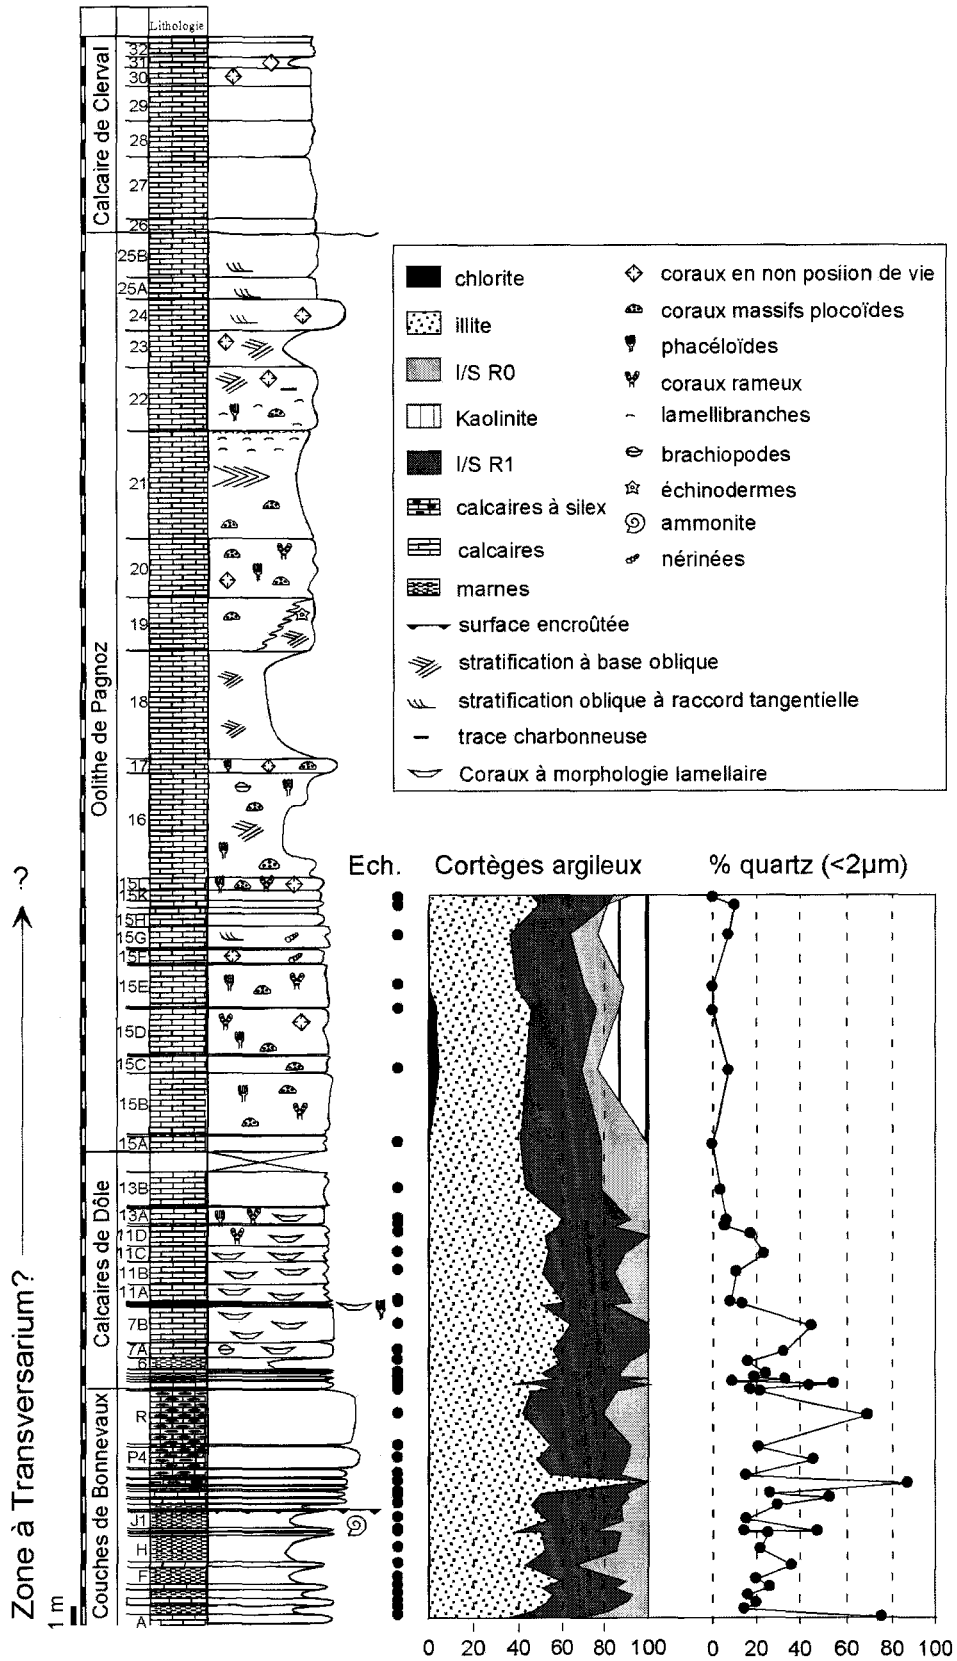 Lithologie
Calcaire de Clerval
Oolithe de Pagnoz
Calcaires de Dôle
Couches de Bonnevaux
Zone à Transversarium?
?
1 m
32
31
30
29
28
27
26
25B
25A
24
23
22
21
20
19
18
17
16
15K
15H
15G
15F
15E
15D
15C
15B
15A
13B
13A
11D
11C
11B
11A
7B
7A
6
R
P4
J1
H
F
A
chlorite
illite
I/S R0
Kaolinite
I/S R1
calcaires à silex
calcaires
marnes
surface encroûtée
stratification à base oblique
stratification oblique à raccord tangentielle
trace charbonneuse
Coraux à morphologie lamellaire
coraux en non posiion de vie
coraux massifs plocoïdes
phacéloïdes
coraux rameux
lamellibranches
brachiopodes
échinodermes
ammonite
nérinées
Ech. Cortèges argileux % quartz (<2µm)
0 20 40 60 80 100 0 20 40 60 80 100